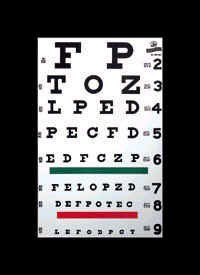 F P 2
T O Z 3
L P E D 4
P E C F D 5
E D F C Z P 6
F E L O P Z D 7
D E F P O T E C 8
L E F O D P C T 9